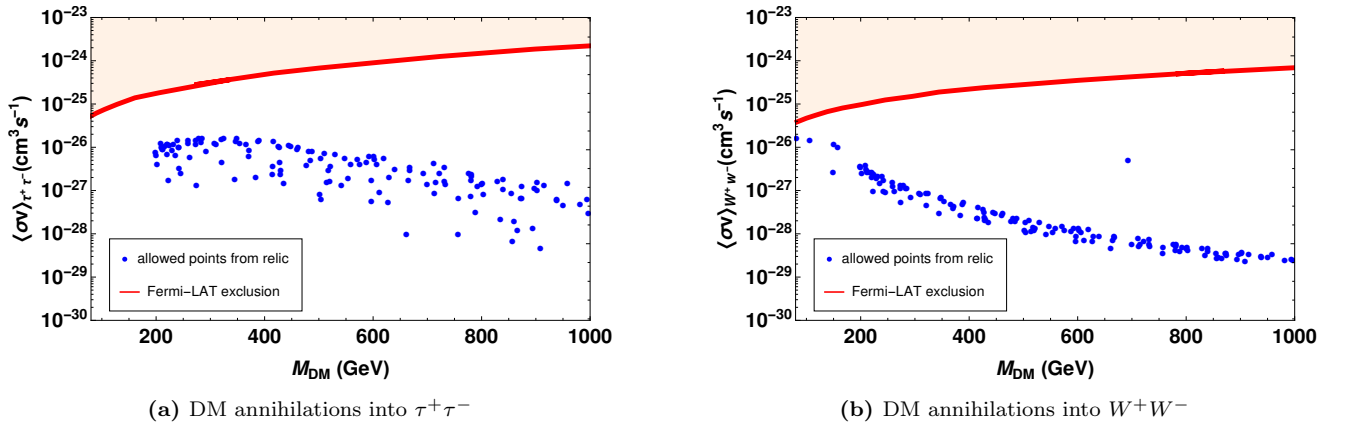 10⁻²³
10⁻²⁴
10⁻²⁵
10⁻²⁶
10⁻²⁷
10⁻²⁸
10⁻²⁹
10⁻³⁰
⟨σv⟩τ⁺ τ⁻(cm³s⁻¹)
allowed points from relic
Fermi−LAT exclusion
200 400 600 800 1000
M_DM (GeV)
(a) DM annihilations into τ⁺τ⁻
10⁻²³
10⁻²⁴
10⁻²⁵
10⁻²⁶
10⁻²⁷
10⁻²⁸
10⁻²⁹
10⁻³⁰
⟨σv⟩W⁺ W⁻(cm³s⁻¹)
allowed points from relic
Fermi−LAT exclusion
200 400 600 800 1000
M_DM (GeV)
(b) DM annihilations into W⁺W⁻